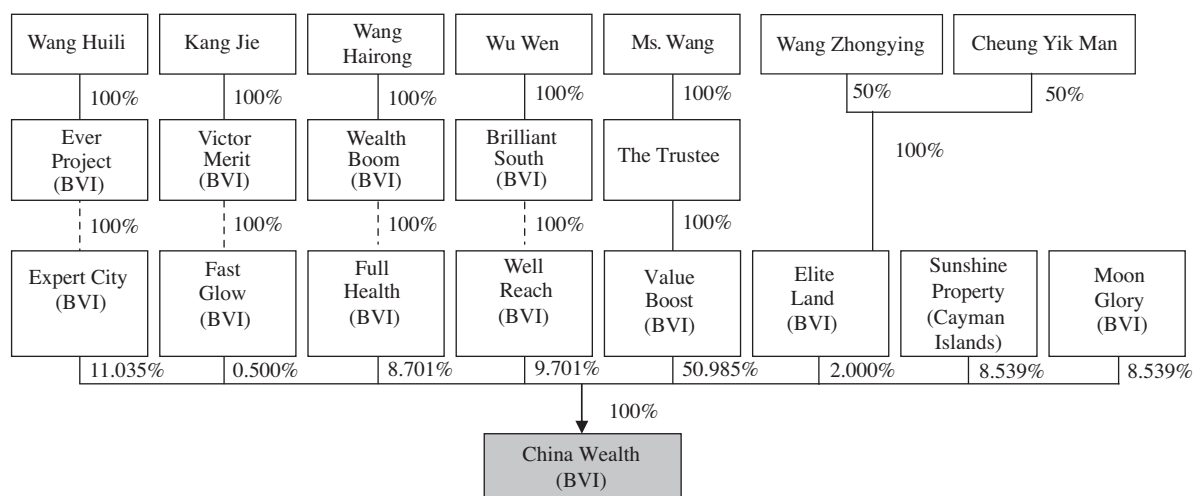 Wang Huili
Kang Jie
Wang
Hairong
Wu Wen
Ms. Wang
Wang Zhongying
Cheung Yik Man
100%
100%
100%
100%
100%
50%
50%
Ever
Project
(BVI)
Victor
Merit
(BVI)
Wealth
Boom
(BVI)
Brilliant
South
(BVI)
The Trustee
100%
100%
100%
100%
100%
100%
Expert City
(BVI)
Fast
Glow
(BVI)
Full
Health
(BVI)
Well
Reach
(BVI)
Value
Boost
(BVI)
Elite
Land
(BVI)
Sunshine
Property
(Cayman
Islands)
Moon
Glory
(BVI)
11.035%
0.500%
8.701%
9.701%
50.985%
2.000%
8.539%
8.539%
100%
China Wealth
(BVI)